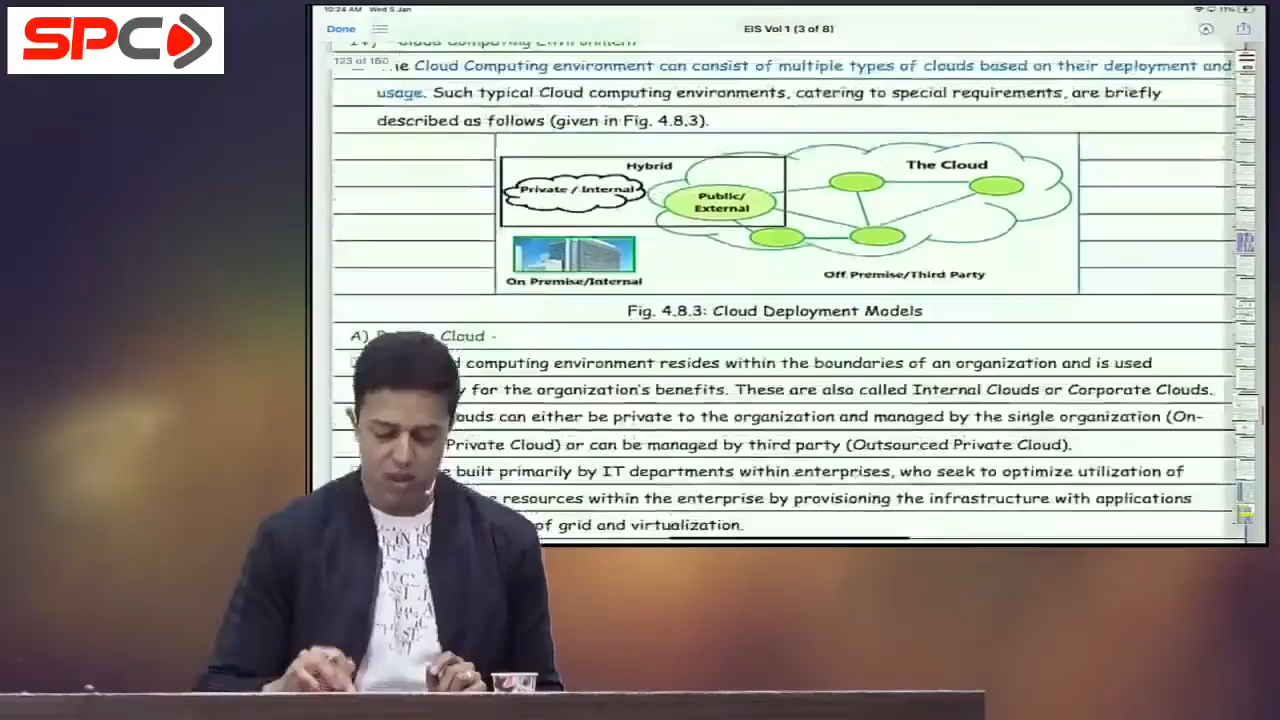 SPC
10:24 AM Wed 5 Jan
11%
Done
EIS Vol 1 (3 of 8)
Cloud Computing Environment
123 of 160
Cloud Computing environment can consist of multiple types of clouds based on their deployment and
usage. Such typical Cloud computing environments, catering to special requirements, are briefly
described as follows (given in Fig. 4.8.3).
Hybrid
The Cloud
Private / Internal
Public/
External
On Premise/Internal
Off Premise/Third Party
Fig. 4.8.3: Cloud Deployment Models
A) Cloud -
computing environment resides within the boundaries of an organization and is used
for the organization's benefits. These are also called Internal Clouds or Corporate Clouds.
can either be private to the organization and managed by the single organization (On-
Private Cloud) or can be managed by third party (Outsourced Private Cloud).
built primarily by IT departments within enterprises, who seek to optimize utilization of
resources within the enterprise by provisioning the infrastructure with applications
of grid and virtualization.